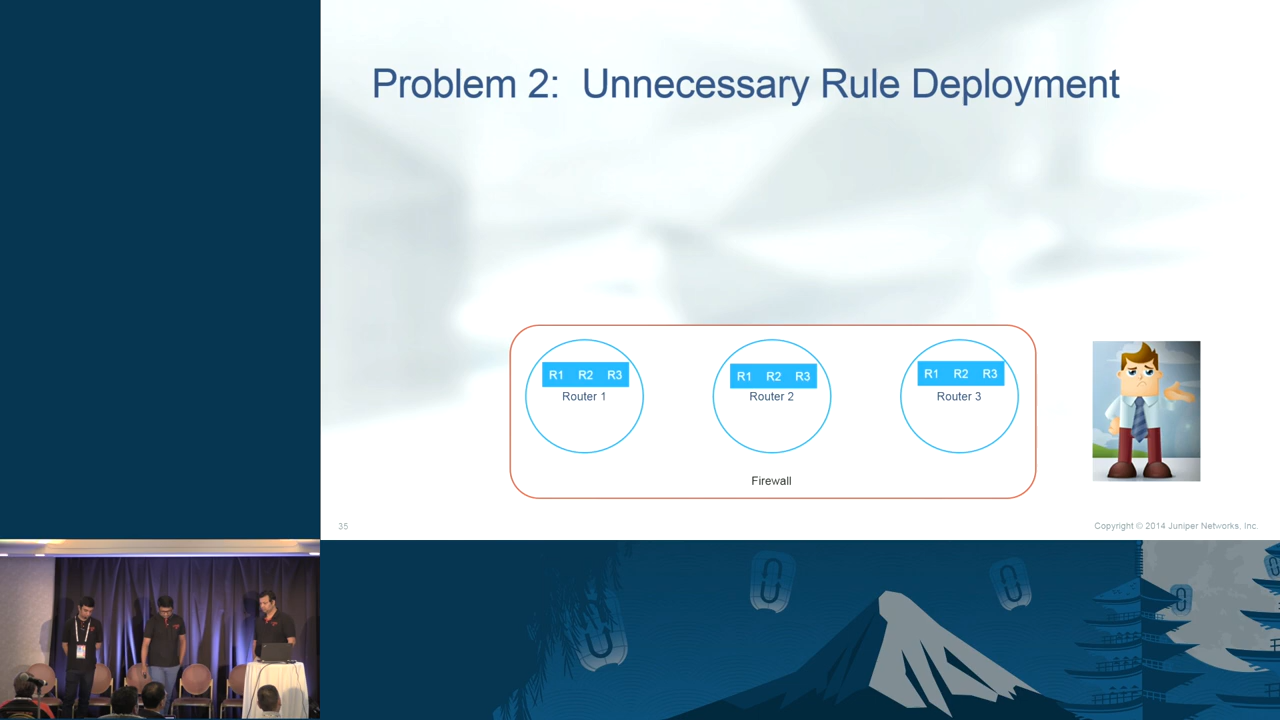 Problem 2: Unnecessary Rule Deployment
R1 R2 R3
Router 1
R1 R2 R3
Router 2
R1 R2 R3
Router 3
Firewall
35
Copyright © 2014 Juniper Networks, Inc.